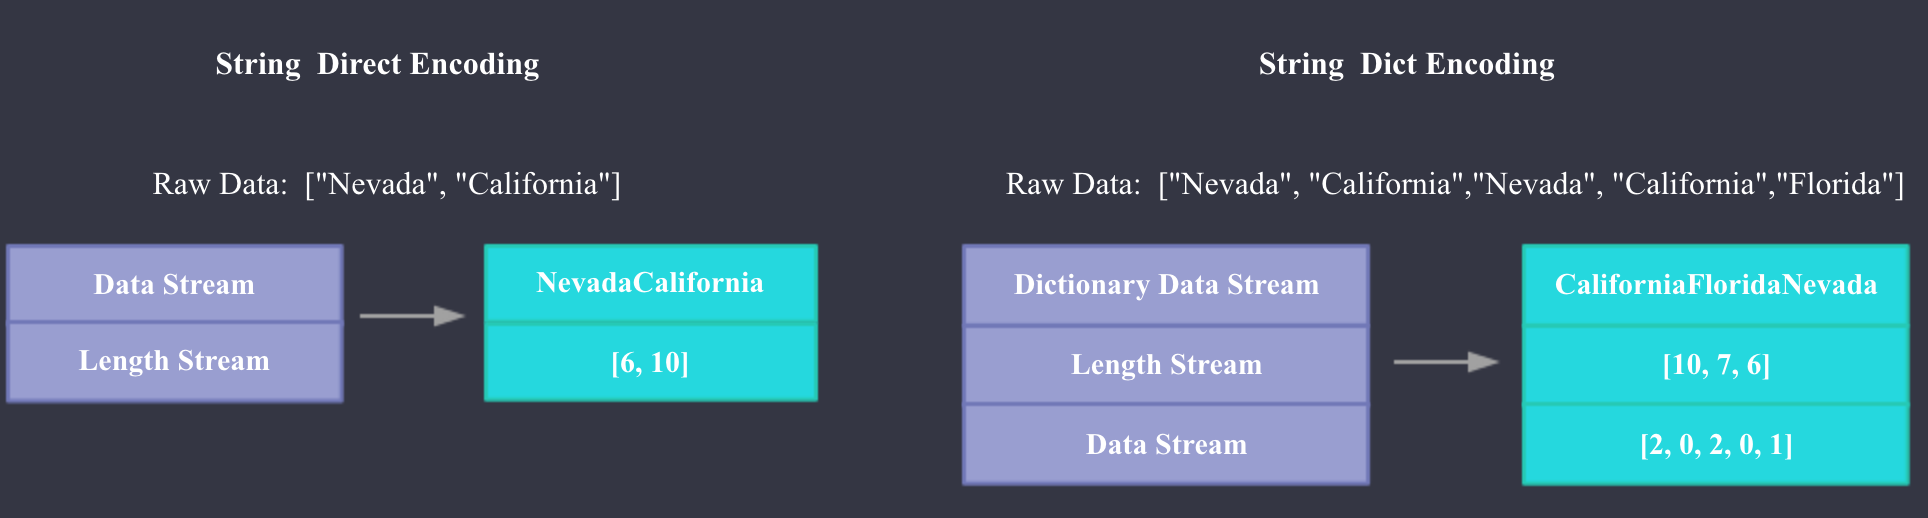 String  Direct Encoding
Raw Data:  ["Nevada", "California"]
Data Stream
Length Stream
NevadaCalifornia
[6, 10]
String  Dict Encoding
Raw Data:  ["Nevada", "California","Nevada", "California","Florida"]
Dictionary Data Stream
Length Stream
Data Stream
CaliforniaFloridaNevada
[10, 7, 6]
[2, 0, 2, 0, 1]